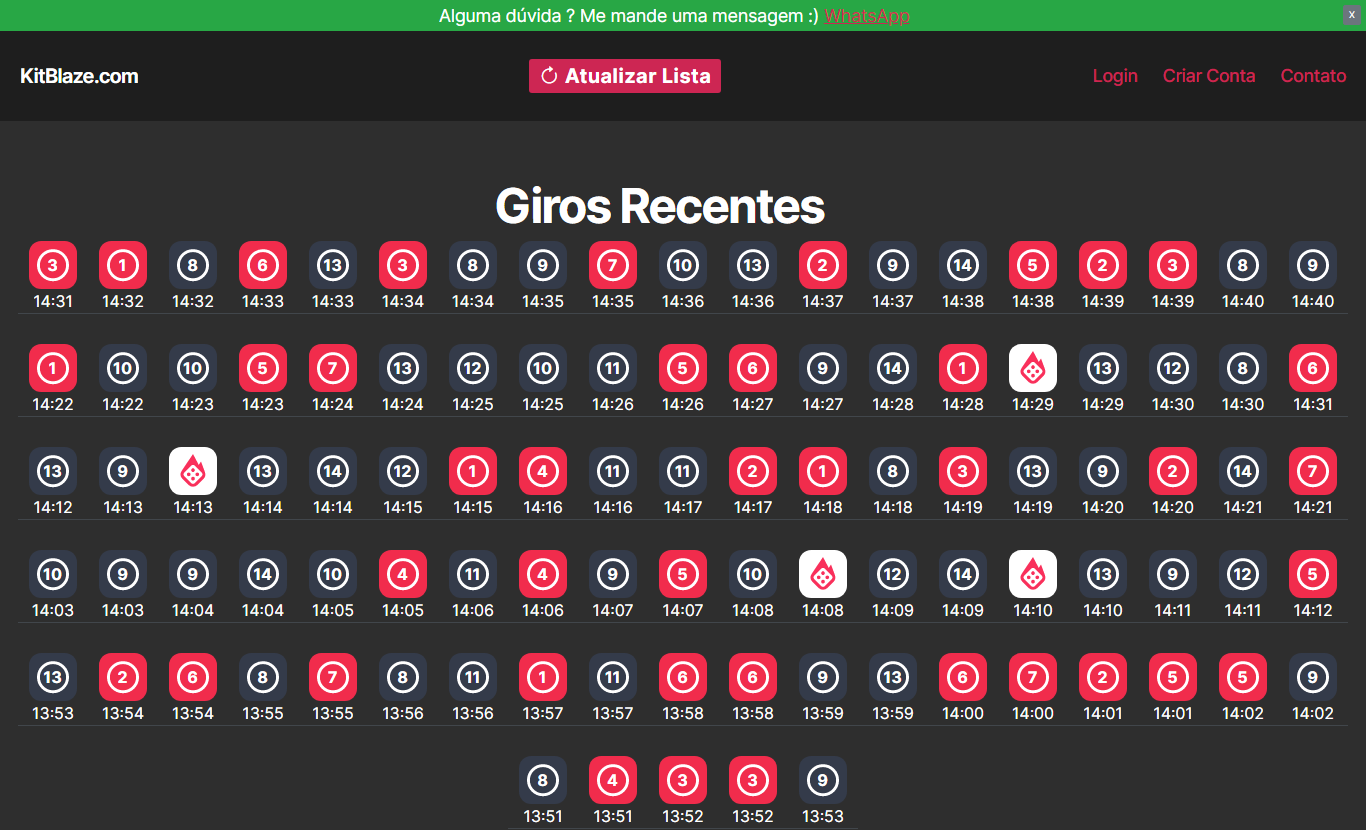 Alguma dúvida ? Me mande uma mensagem :) WhatsApp x
KitBlaze.com Atualizar Lista Login Criar Conta Contato
Giros Recentes
3 1 8 6 13 3 8 9 7 10 13 2 9 14 5 2 3 8 9
14:31 14:32 14:32 14:33 14:33 14:34 14:34 14:35 14:35 14:36 14:36 14:37 14:37 14:38 14:38 14:39 14:39 14:40 14:40
1 10 10 5 7 13 12 10 11 5 6 9 14 1 13 12 8 6
14:22 14:22 14:23 14:23 14:24 14:24 14:25 14:25 14:26 14:26 14:27 14:27 14:28 14:28 14:29 14:29 14:30 14:30 14:31
13 9 13 14 12 1 4 11 11 2 1 8 3 13 9 2 14 7
14:12 14:13 14:13 14:14 14:14 14:15 14:15 14:16 14:16 14:17 14:17 14:18 14:18 14:19 14:19 14:20 14:20 14:21 14:21
10 9 9 14 10 4 11 4 9 5 10 12 14 13 9 12 5
14:03 14:03 14:04 14:04 14:05 14:05 14:06 14:06 14:07 14:07 14:08 14:08 14:09 14:09 14:10 14:10 14:11 14:11 14:12
13 2 6 8 7 8 11 1 11 6 6 9 13 6 7 2 5 5 9
13:53 13:54 13:54 13:55 13:55 13:56 13:56 13:57 13:57 13:58 13:58 13:59 13:59 14:00 14:00 14:01 14:01 14:02 14:02
8 4 3 3 9
13:51 13:51 13:52 13:52 13:53